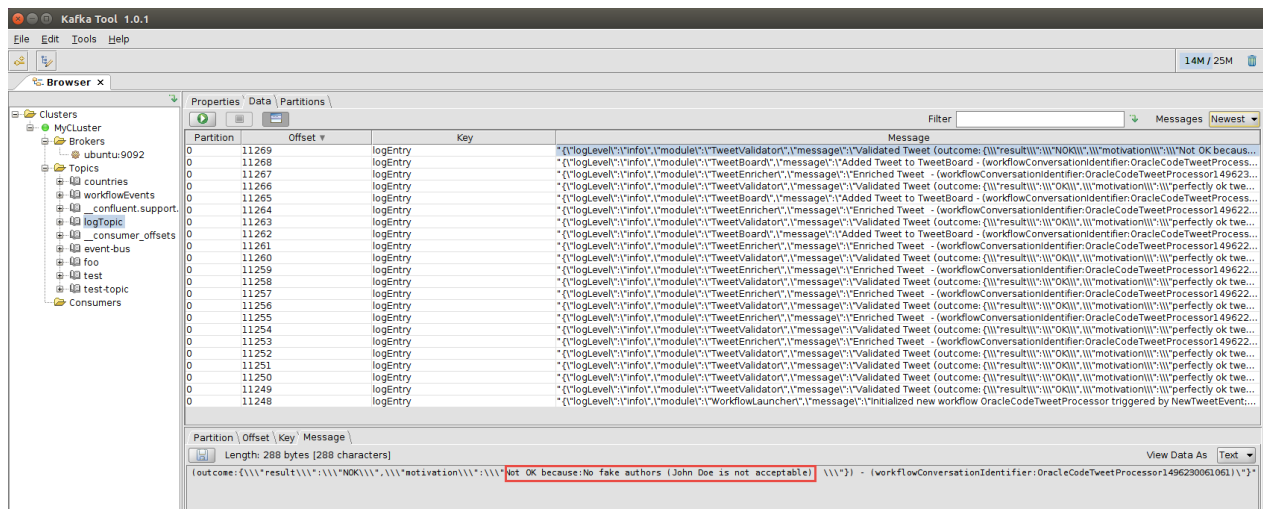 Kafka Tool 1.0.1
File Edit Tools Help
14M / 25M
Browser X
Clusters
MyCLuster
Brokers
ubuntu:9092
Topics
countries
workflowEvents
__confluent.support.
logTopic
__consumer_offsets
event-bus
foo
test
test-topic
Consumers
Properties Data Partitions
Filter Messages Newest
Partition Offset Key Message
0 11269 logEntry "{\"logLevel\":\"info\",\"module\":\"TweetValidator\",\"message\":\"Validated Tweet (outcome:{\\\"result\\\":\\\"NOK\\\",\\\"motivation\\\":\\\"Not OK becaus...
0 11268 logEntry "{\"logLevel\":\"info\",\"module\":\"TweetBoard\",\"message\":\"Added Tweet to TweetBoard - (workflowConversationIdentifier:OracleCodeTweetProcess...
0 11267 logEntry "{\"logLevel\":\"info\",\"module\":\"TweetEnricher\",\"message\":\"Enriched Tweet - (workflowConversationIdentifier:OracleCodeTweetProcessor149623...
0 11266 logEntry "{\"logLevel\":\"info\",\"module\":\"TweetValidator\",\"message\":\"Validated Tweet (outcome:{\\\"result\\\":\\\"OK\\\",\\\"motivation\\\":\\\"perfectly ok twe...
0 11265 logEntry "{\"logLevel\":\"info\",\"module\":\"TweetBoard\",\"message\":\"Added Tweet to TweetBoard - (workflowConversationIdentifier:OracleCodeTweetProcess...
0 11264 logEntry "{\"logLevel\":\"info\",\"module\":\"TweetEnricher\",\"message\":\"Enriched Tweet - (workflowConversationIdentifier:OracleCodeTweetProcessor149622...
0 11263 logEntry "{\"logLevel\":\"info\",\"module\":\"TweetValidator\",\"message\":\"Validated Tweet (outcome:{\\\"result\\\":\\\"OK\\\",\\\"motivation\\\":\\\"perfectly ok twe...
0 11262 logEntry "{\"logLevel\":\"info\",\"module\":\"TweetBoard\",\"message\":\"Added Tweet to TweetBoard - (workflowConversationIdentifier:OracleCodeTweetProcess...
0 11261 logEntry "{\"logLevel\":\"info\",\"module\":\"TweetEnricher\",\"message\":\"Enriched Tweet - (workflowConversationIdentifier:OracleCodeTweetProcessor149622...
0 11260 logEntry "{\"logLevel\":\"info\",\"module\":\"TweetValidator\",\"message\":\"Validated Tweet (outcome:{\\\"result\\\":\\\"OK\\\",\\\"motivation\\\":\\\"perfectly ok twe...
0 11259 logEntry "{\"logLevel\":\"info\",\"module\":\"TweetEnricher\",\"message\":\"Enriched Tweet - (workflowConversationIdentifier:OracleCodeTweetProcessor149622...
0 11258 logEntry "{\"logLevel\":\"info\",\"module\":\"TweetValidator\",\"message\":\"Validated Tweet (outcome:{\\\"result\\\":\\\"OK\\\",\\\"motivation\\\":\\\"perfectly ok twe...
0 11257 logEntry "{\"logLevel\":\"info\",\"module\":\"TweetEnricher\",\"message\":\"Enriched Tweet - (workflowConversationIdentifier:OracleCodeTweetProcessor149622...
0 11256 logEntry "{\"logLevel\":\"info\",\"module\":\"TweetValidator\",\"message\":\"Validated Tweet (outcome:{\\\"result\\\":\\\"OK\\\",\\\"motivation\\\":\\\"perfectly ok twe...
0 11255 logEntry "{\"logLevel\":\"info\",\"module\":\"TweetEnricher\",\"message\":\"Enriched Tweet - (workflowConversationIdentifier:OracleCodeTweetProcessor149622...
0 11254 logEntry "{\"logLevel\":\"info\",\"module\":\"TweetValidator\",\"message\":\"Validated Tweet (outcome:{\\\"result\\\":\\\"OK\\\",\\\"motivation\\\":\\\"perfectly ok twe...
0 11253 logEntry "{\"logLevel\":\"info\",\"module\":\"TweetEnricher\",\"message\":\"Enriched Tweet - (workflowConversationIdentifier:OracleCodeTweetProcessor149622...
0 11252 logEntry "{\"logLevel\":\"info\",\"module\":\"TweetValidator\",\"message\":\"Validated Tweet (outcome:{\\\"result\\\":\\\"OK\\\",\\\"motivation\\\":\\\"perfectly ok twe...
0 11251 logEntry "{\"logLevel\":\"info\",\"module\":\"TweetValidator\",\"message\":\"Validated Tweet (outcome:{\\\"result\\\":\\\"OK\\\",\\\"motivation\\\":\\\"perfectly ok twe...
0 11250 logEntry "{\"logLevel\":\"info\",\"module\":\"TweetValidator\",\"message\":\"Validated Tweet (outcome:{\\\"result\\\":\\\"OK\\\",\\\"motivation\\\":\\\"perfectly ok twe...
0 11249 logEntry "{\"logLevel\":\"info\",\"module\":\"TweetValidator\",\"message\":\"Validated Tweet (outcome:{\\\"result\\\":\\\"OK\\\",\\\"motivation\\\":\\\"perfectly ok twe...
0 11248 logEntry "{\"logLevel\":\"info\",\"module\":\"WorkflowLauncher\",\"message\":\"Initialized new workflow OracleCodeTweetProcessor triggered by NewTweetEvent;...
Partition Offset Key Message
Length: 288 bytes [288 characters] View Data As Text
(outcome:{\\\"result\\\":\\\"NOK\\\",\\\"motivation\\\":\\\"Not OK because:No fake authors (John Doe is not acceptable) \\\"}) - (workflowConversationIdentifier:OracleCodeTweetProcessor1496230061061)\"}"